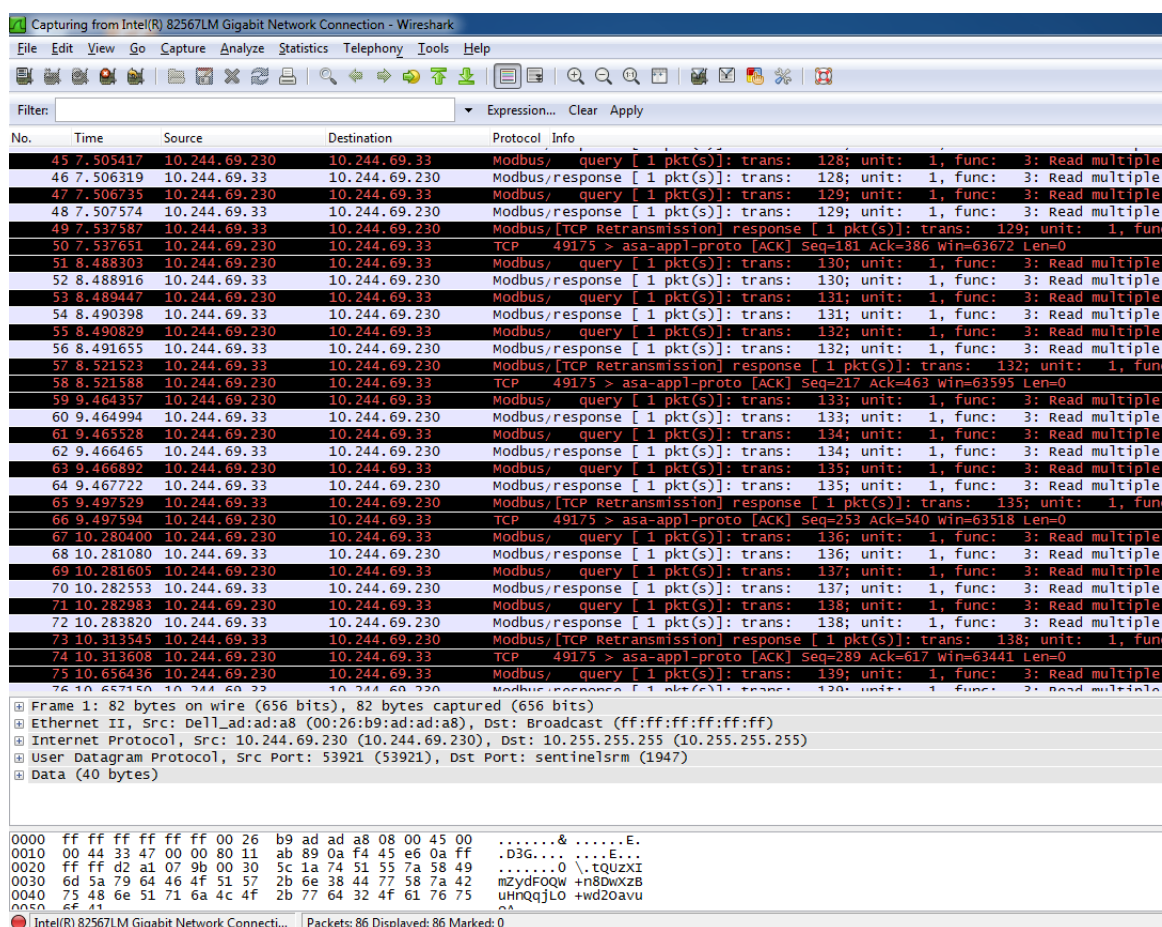 Capturing from Intel(R) 82567LM Gigabit Network Connection - Wireshark
File Edit View Go Capture Analyze Statistics Telephony Tools Help
Filter: Expression... Clear Apply
No. Time Source Destination Protocol Info
45 7.505417 10.244.69.230 10.244.69.33 Modbus/ query [ 1 pkt(s)]: trans: 128; unit: 1, func: 3: Read multiple
46 7.506319 10.244.69.33 10.244.69.230 Modbus/response [ 1 pkt(s)]: trans: 128; unit: 1, func: 3: Read multiple
47 7.506735 10.244.69.230 10.244.69.33 Modbus/ query [ 1 pkt(s)]: trans: 129; unit: 1, func: 3: Read multiple
48 7.507574 10.244.69.33 10.244.69.230 Modbus/response [ 1 pkt(s)]: trans: 129; unit: 1, func: 3: Read multiple
49 7.537587 10.244.69.33 10.244.69.230 Modbus/[TCP Retransmission] response [ 1 pkt(s)]: trans: 129; unit: 1, fun
50 7.537651 10.244.69.230 10.244.69.33 TCP 49175 > asa-appl-proto [ACK] Seq=181 Ack=386 Win=63672 Len=0
51 8.488303 10.244.69.230 10.244.69.33 Modbus/ query [ 1 pkt(s)]: trans: 130; unit: 1, func: 3: Read multiple
52 8.488916 10.244.69.33 10.244.69.230 Modbus/response [ 1 pkt(s)]: trans: 130; unit: 1, func: 3: Read multiple
53 8.489447 10.244.69.230 10.244.69.33 Modbus/ query [ 1 pkt(s)]: trans: 131; unit: 1, func: 3: Read multiple
54 8.490398 10.244.69.33 10.244.69.230 Modbus/response [ 1 pkt(s)]: trans: 131; unit: 1, func: 3: Read multiple
55 8.490829 10.244.69.230 10.244.69.33 Modbus/ query [ 1 pkt(s)]: trans: 132; unit: 1, func: 3: Read multiple
56 8.491655 10.244.69.33 10.244.69.230 Modbus/response [ 1 pkt(s)]: trans: 132; unit: 1, func: 3: Read multiple
57 8.521523 10.244.69.33 10.244.69.230 Modbus/[TCP Retransmission] response [ 1 pkt(s)]: trans: 132; unit: 1, fun
58 8.521588 10.244.69.230 10.244.69.33 TCP 49175 > asa-appl-proto [ACK] Seq=217 Ack=463 Win=63595 Len=0
59 9.464357 10.244.69.230 10.244.69.33 Modbus/ query [ 1 pkt(s)]: trans: 133; unit: 1, func: 3: Read multiple
60 9.464994 10.244.69.33 10.244.69.230 Modbus/response [ 1 pkt(s)]: trans: 133; unit: 1, func: 3: Read multiple
61 9.465528 10.244.69.230 10.244.69.33 Modbus/ query [ 1 pkt(s)]: trans: 134; unit: 1, func: 3: Read multiple
62 9.466465 10.244.69.33 10.244.69.230 Modbus/response [ 1 pkt(s)]: trans: 134; unit: 1, func: 3: Read multiple
63 9.466892 10.244.69.230 10.244.69.33 Modbus/ query [ 1 pkt(s)]: trans: 135; unit: 1, func: 3: Read multiple
64 9.467722 10.244.69.33 10.244.69.230 Modbus/response [ 1 pkt(s)]: trans: 135; unit: 1, func: 3: Read multiple
65 9.497529 10.244.69.33 10.244.69.230 Modbus/[TCP Retransmission] response [ 1 pkt(s)]: trans: 135; unit: 1, fun
66 9.497594 10.244.69.230 10.244.69.33 TCP 49175 > asa-appl-proto [ACK] Seq=253 Ack=540 Win=63518 Len=0
67 10.280400 10.244.69.230 10.244.69.33 Modbus/ query [ 1 pkt(s)]: trans: 136; unit: 1, func: 3: Read multiple
68 10.281080 10.244.69.33 10.244.69.230 Modbus/response [ 1 pkt(s)]: trans: 136; unit: 1, func: 3: Read multiple
69 10.281605 10.244.69.230 10.244.69.33 Modbus/ query [ 1 pkt(s)]: trans: 137; unit: 1, func: 3: Read multiple
70 10.282553 10.244.69.33 10.244.69.230 Modbus/response [ 1 pkt(s)]: trans: 137; unit: 1, func: 3: Read multiple
71 10.282983 10.244.69.230 10.244.69.33 Modbus/ query [ 1 pkt(s)]: trans: 138; unit: 1, func: 3: Read multiple
72 10.283820 10.244.69.33 10.244.69.230 Modbus/response [ 1 pkt(s)]: trans: 138; unit: 1, func: 3: Read multiple
73 10.313545 10.244.69.33 10.244.69.230 Modbus/[TCP Retransmission] response [ 1 pkt(s)]: trans: 138; unit: 1, fun
74 10.313608 10.244.69.230 10.244.69.33 TCP 49175 > asa-appl-proto [ACK] Seq=289 Ack=617 Win=63441 Len=0
75 10.656436 10.244.69.230 10.244.69.33 Modbus/ query [ 1 pkt(s)]: trans: 139; unit: 1, func: 3: Read multiple
76 10.657150 10.244.69.33 10.244.69.230 Modbus/response [ 1 pkt(s)]: trans: 139; unit: 1, func: 3: Read multiple
Frame 1: 82 bytes on wire (656 bits), 82 bytes captured (656 bits)
Ethernet II, Src: Dell_ad:ad:a8 (00:26:b9:ad:ad:a8), Dst: Broadcast (ff:ff:ff:ff:ff:ff)
Internet Protocol, Src: 10.244.69.230 (10.244.69.230), Dst: 10.255.255.255 (10.255.255.255)
User Datagram Protocol, Src Port: 53921 (53921), Dst Port: sentinelsrm (1947)
Data (40 bytes)
0000 ff ff ff ff ff ff 00 26 b9 ad ad a8 08 00 45 00 .......& ......E.
0010 00 44 33 47 00 00 80 11 ab 89 0a f4 45 e6 0a ff .D3G.... ....E...
0020 ff ff d2 a1 07 9b 00 30 5c 1a 74 51 55 7a 58 49 .......0 \.tQUzXI
0030 6d 5a 79 64 46 4f 51 57 2b 6e 38 44 77 58 7a 42 mZydFOQW +n8DwXzB
0040 75 48 6e 51 71 6a 4c 4f 2b 77 64 32 4f 61 76 75 uHnQqjLO +wd2Oavu
0050 6f 41 oA
Intel(R) 82567LM Gigabit Network Connecti... Packets: 86 Displayed: 86 Marked: 0